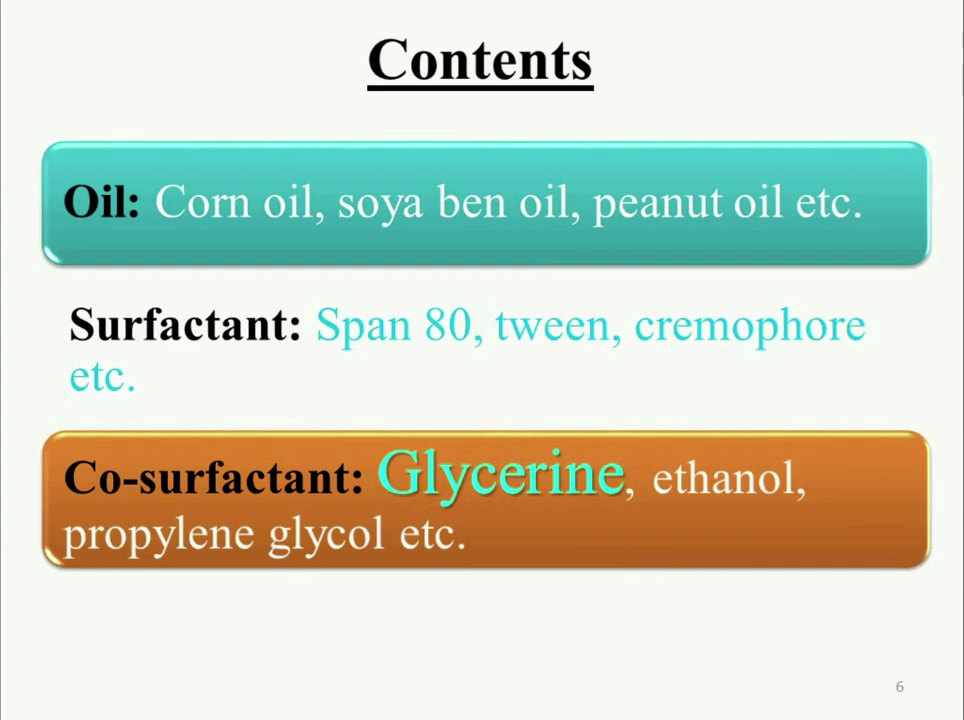 Contents
Oil: Corn oil, soya ben oil, peanut oil etc.
Surfactant: Span 80, tween, cremophore
etc.
Co-surfactant: Glycerine, ethanol,
propylene glycol etc.
6